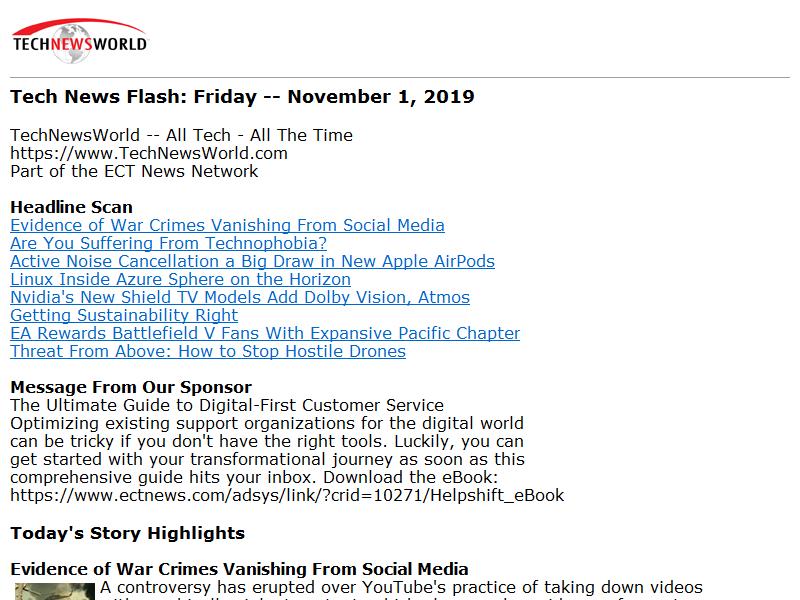 TECHNEWSWORLD
Tech News Flash: Friday -- November 1, 2019
TechNewsWorld -- All Tech - All The Time
https://www.TechNewsWorld.com
Part of the ECT News Network
Headline Scan
Evidence of War Crimes Vanishing From Social Media
Are You Suffering From Technophobia?
Active Noise Cancellation a Big Draw in New Apple AirPods
Linux Inside Azure Sphere on the Horizon
Nvidia's New Shield TV Models Add Dolby Vision, Atmos
Getting Sustainability Right
EA Rewards Battlefield V Fans With Expansive Pacific Chapter
Threat From Above: How to Stop Hostile Drones
Message From Our Sponsor
The Ultimate Guide to Digital-First Customer Service
Optimizing existing support organizations for the digital world
can be tricky if you don't have the right tools. Luckily, you can
get started with your transformational journey as soon as this
comprehensive guide hits your inbox. Download the eBook:
https://www.ectnews.com/adsys/link/?crid=10271/Helpshift_eBook
Today's Story Highlights
Evidence of War Crimes Vanishing From Social Media
A controversy has erupted over YouTube's practice of taking down videos